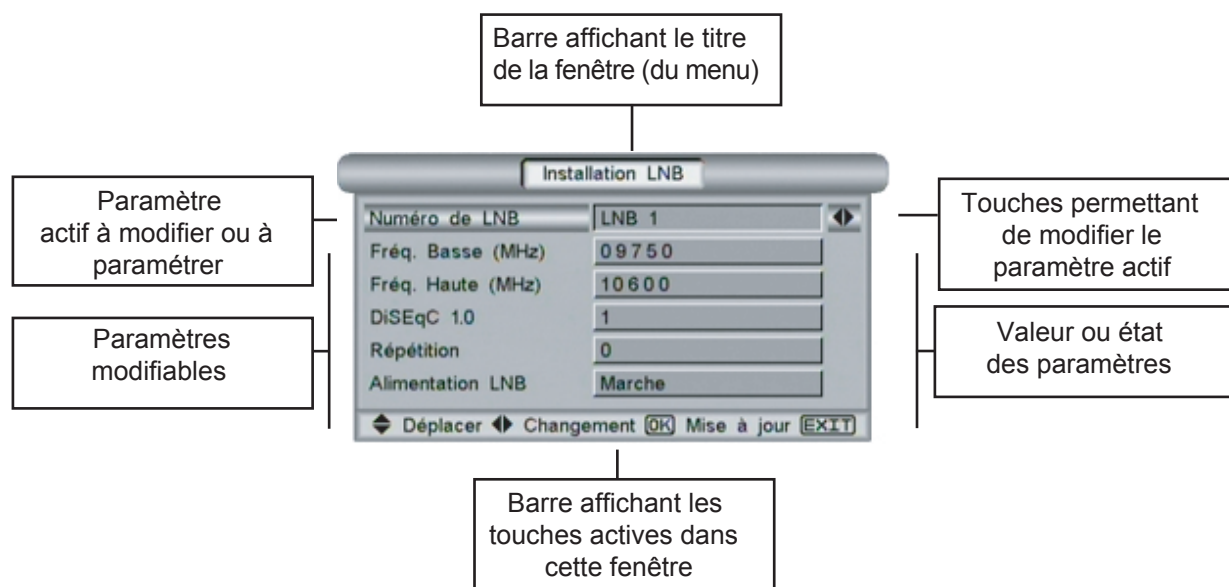 Barre affichant le titre
de la fenêtre (du menu)
Installation LNB
Paramètre
actif à modifier ou à
paramétrer
Paramètres
modifiables
Numéro de LNB LNB 1
Fréq. Basse (MHz) 09750
Fréq. Haute (MHz) 10600
DiSEqC 1.0 1
Répétition 0
Alimentation LNB Marche
Déplacer Changement OK Mise à jour EXIT
Touches permettant
de modifier le
paramètre actif
Valeur ou état
des paramètres
Barre affichant les
touches actives dans
cette fenêtre